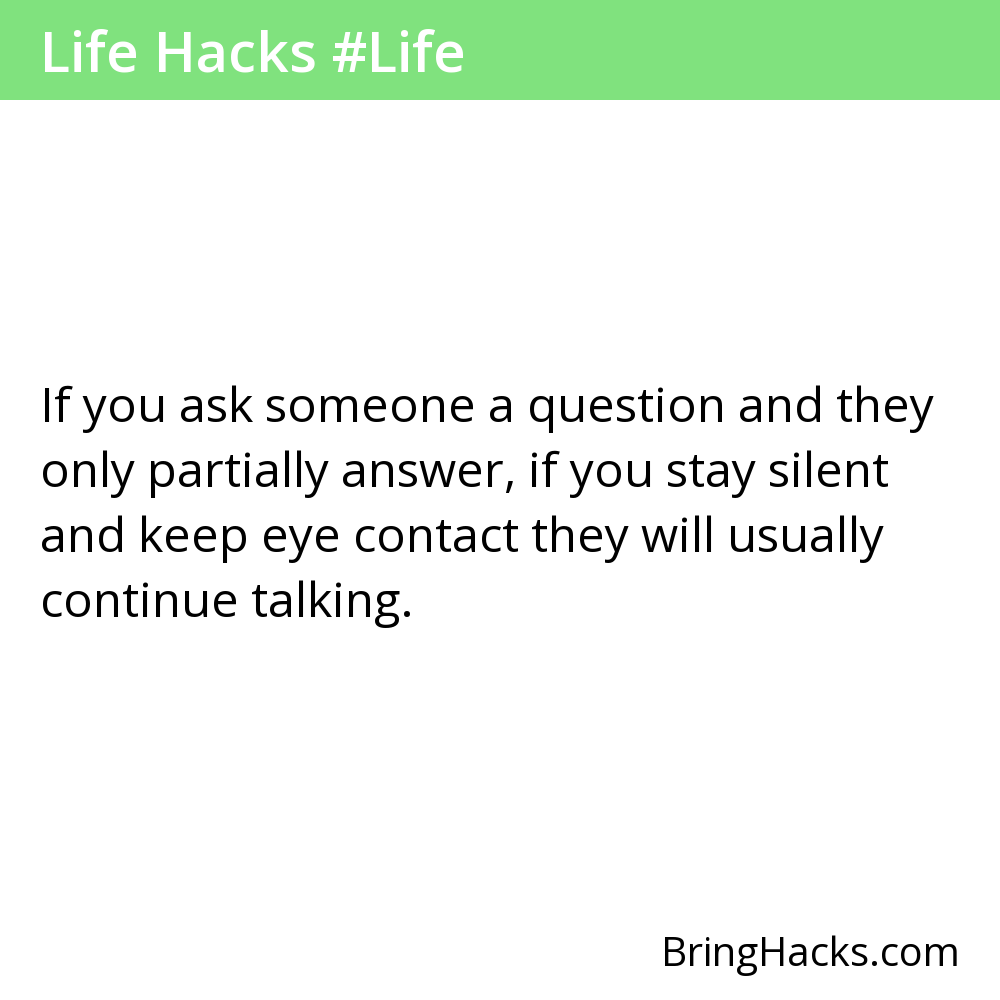 Life Hacks #Life
If you ask someone a question and they
only partially answer, if you stay silent
and keep eye contact they will usually
continue talking.
BringHacks.com